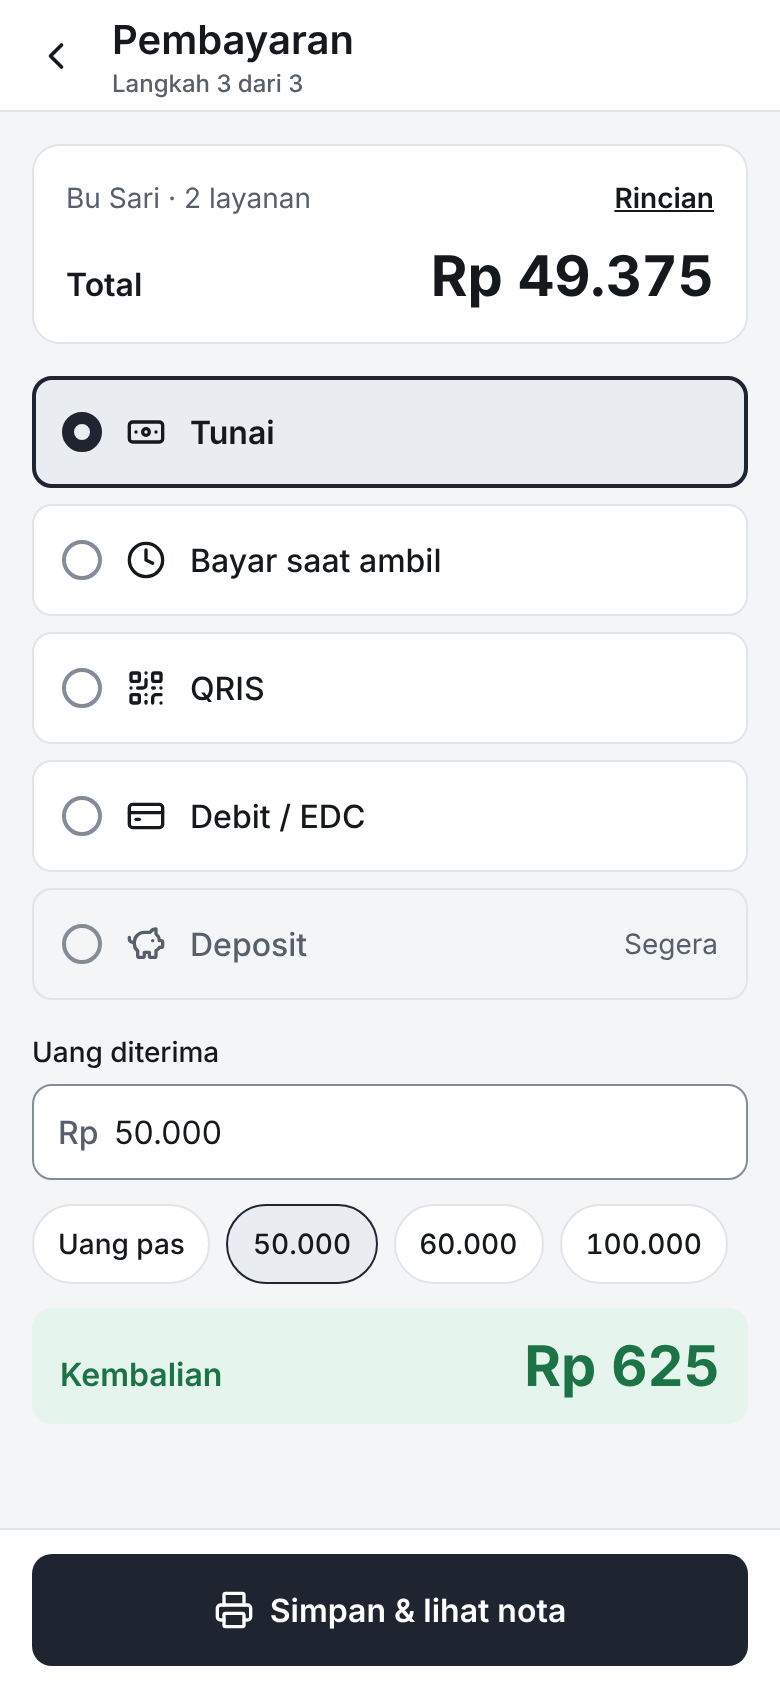 Pembayaran
Langkah 3 dari 3
Bu Sari · 2 layanan
Rincian
Total
Rp 49.375
Tunai
Bayar saat ambil
QRIS
Debit / EDC
Deposit
Segera
Uang diterima
Rp 50.000
Uang pas
50.000
60.000
100.000
Kembalian
Rp 625
Simpan & lihat nota